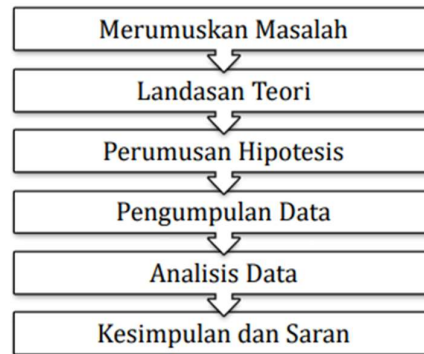 Merumuskan Masalah
Landasan Teori
Perumusan Hipotesis
Pengumpulan Data
Analisis Data
Kesimpulan dan Saran